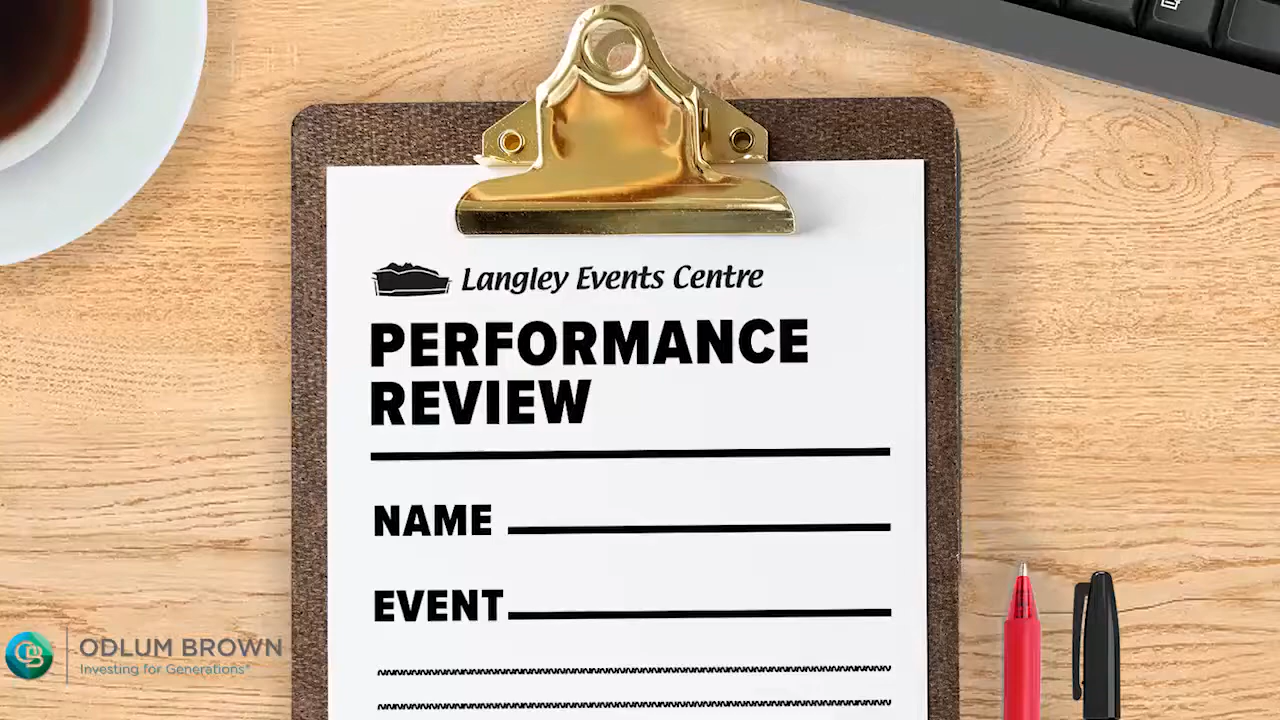 Langley Events Centre
PERFORMANCE
REVIEW
NAME
EVENT
ODLUM BROWN
Investing for Generations®